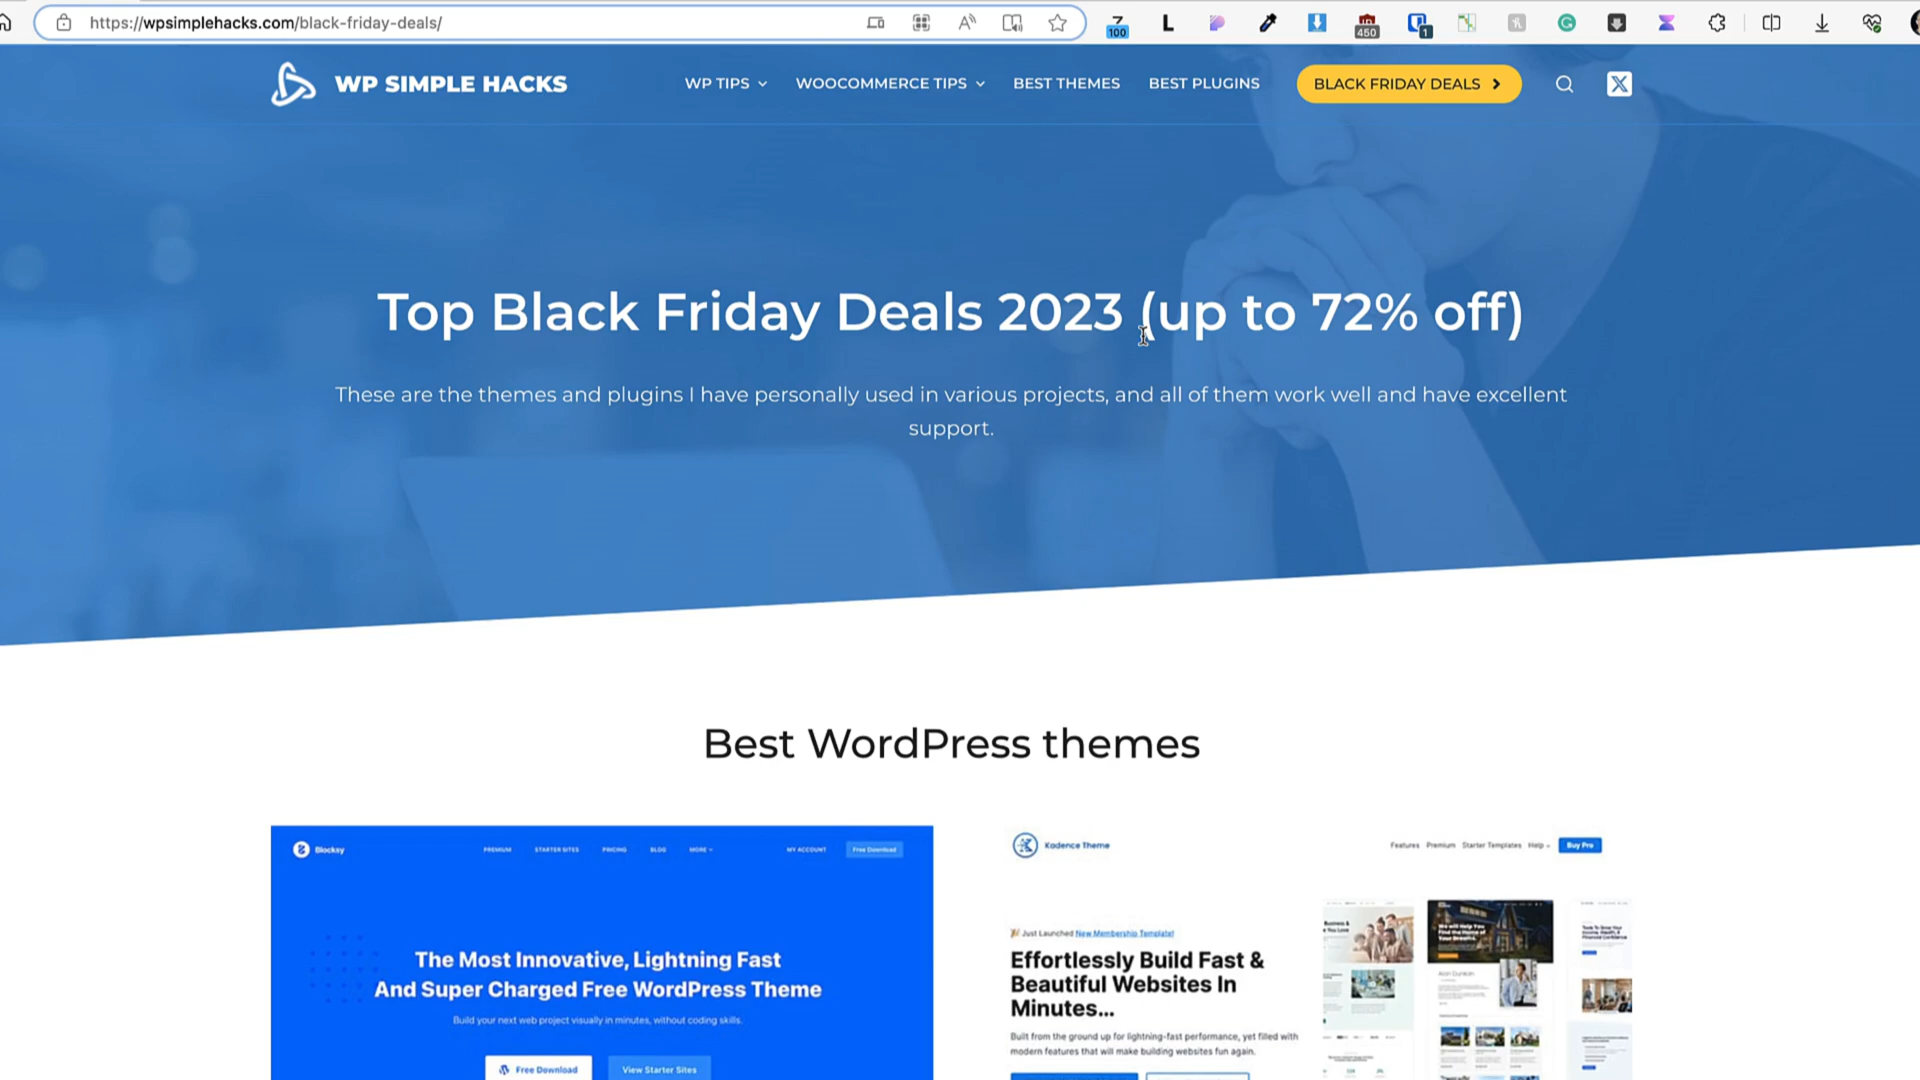 https://wpsimplehacks.com/black-friday-deals/
100
L
450
1
WP SIMPLE HACKS
WP TIPS
WOOCOMMERCE TIPS
BEST THEMES
BEST PLUGINS
BLACK FRIDAY DEALS
Top Black Friday Deals 2023 (up to 72% off)
These are the themes and plugins I have personally used in various projects, and all of them work well and have excellent
support.
Best WordPress themes
Blocksy
PREMIUM STARTER SITES PRICING BLOG MORE
MY ACCOUNT
Free Download
The Most Innovative, Lightning Fast
And Super Charged Free WordPress Theme
Build your next web project visually in minutes, without coding skills.
Free Download
View Starter Sites
Kadence Theme
Features Premium Starter Templates Help
Buy Pro
Just Launched New Membership Template!
Effortlessly Build Fast &
Beautiful Websites In
Minutes...
Built from the ground up for lightning-fast performance, yet filled with
modern features that will make building websites fun again.